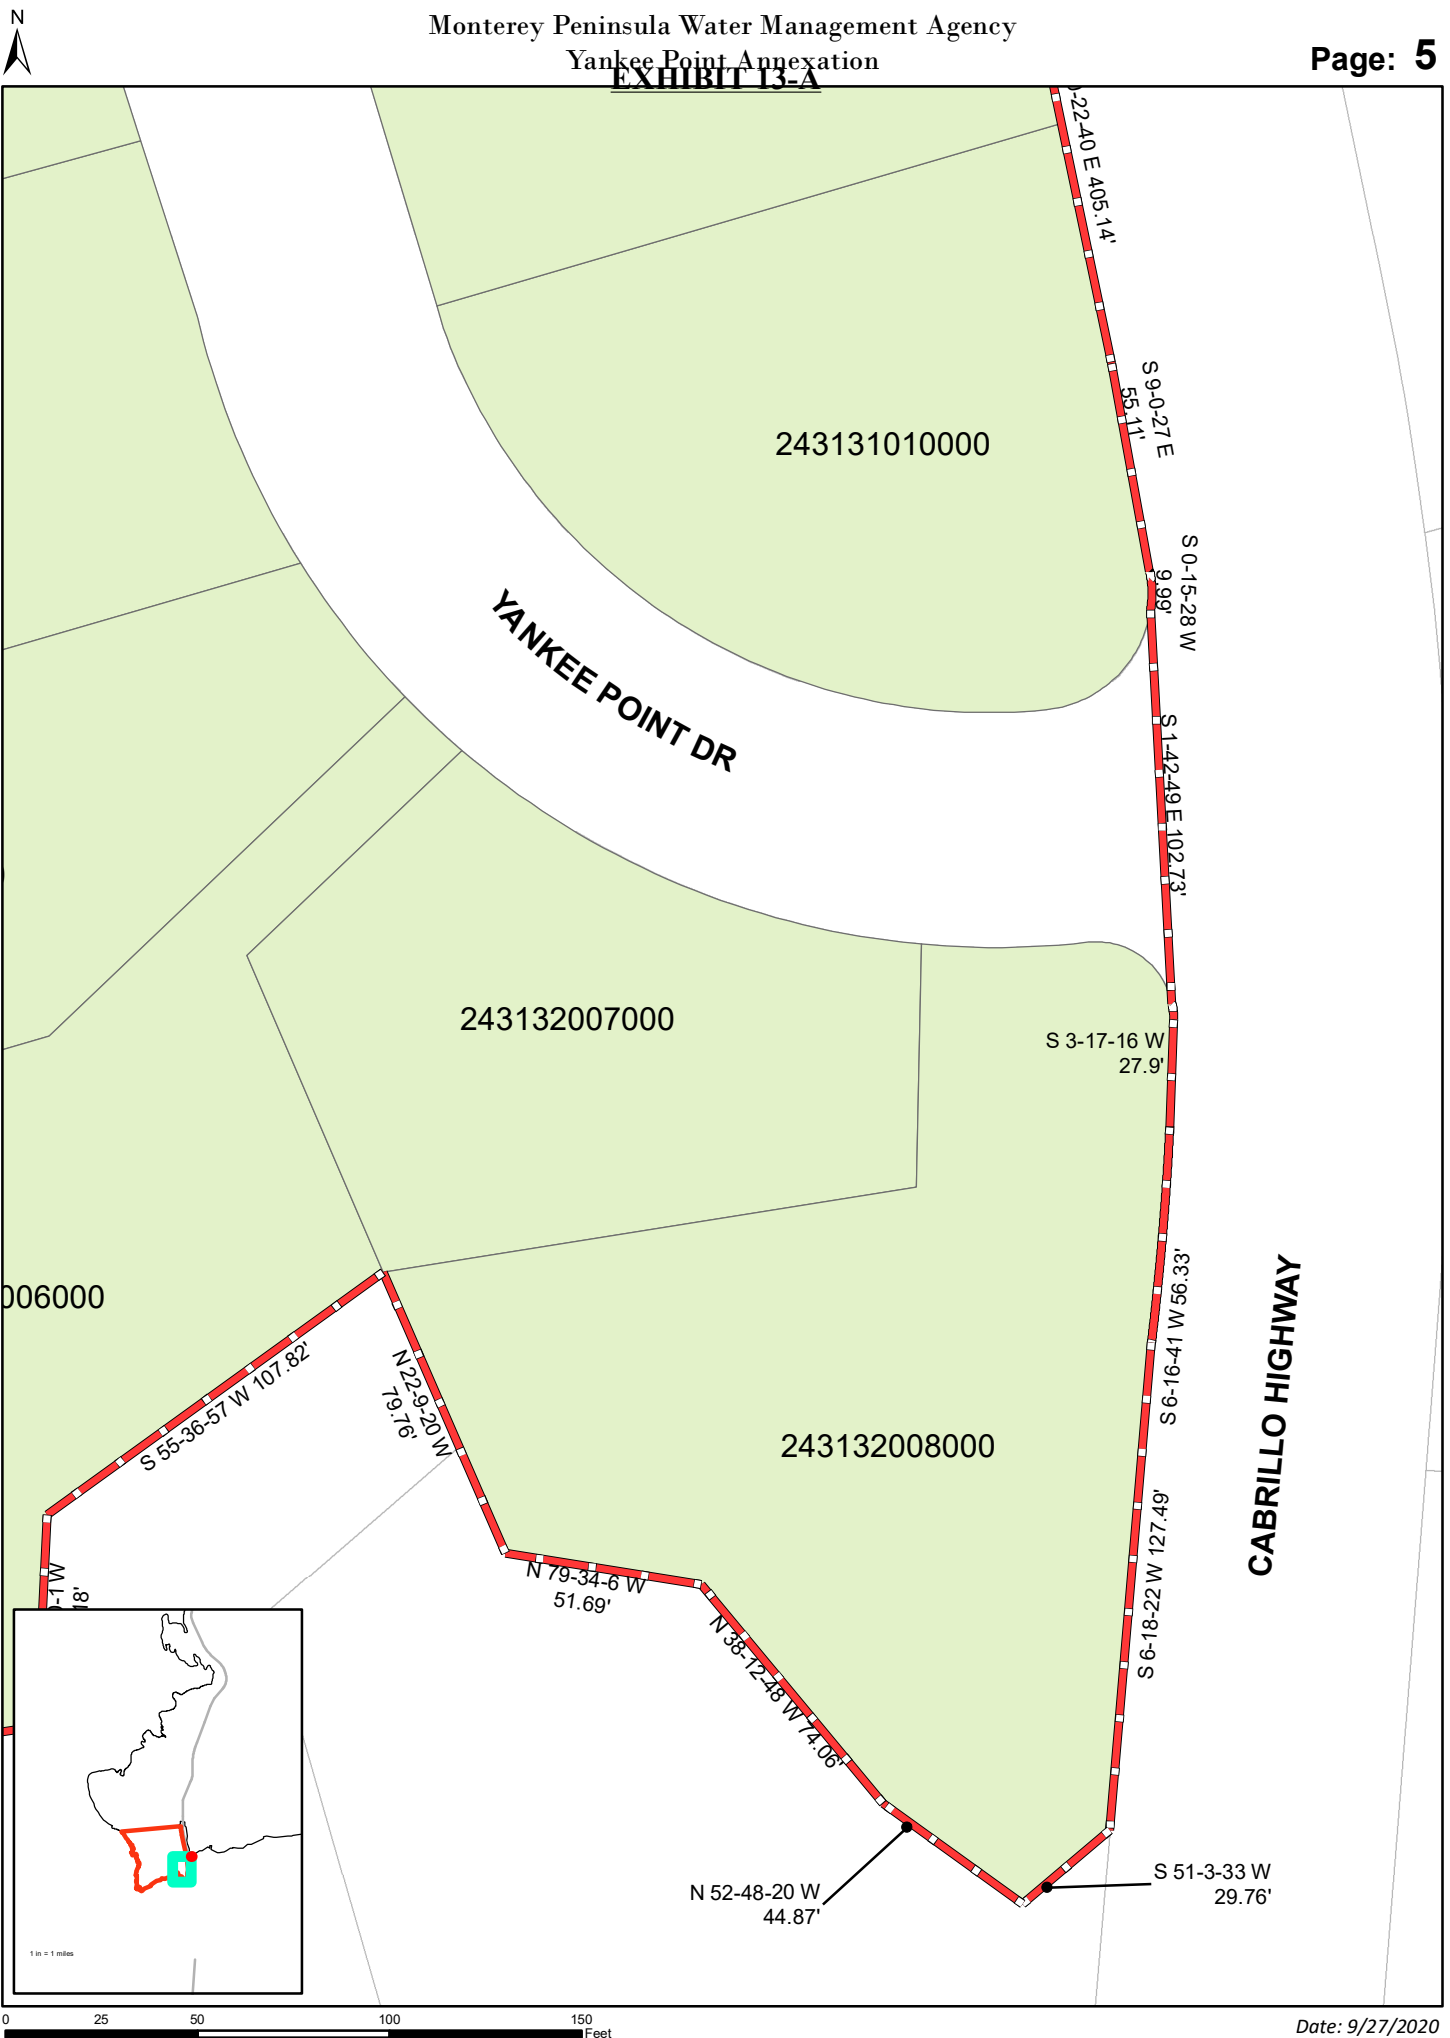 N
Monterey Peninsula Water Management Agency
Yankee Point Annexation
EXHIBIT 13-A
Page: 5
0-22-40 E 405.14'
S 9-0-27 E
55.11'
243131010000
S 0-15-28 W
9.99'
YANKEE POINT DR
S 1-42-49 E 102.73'
243132007000
S 3-17-16 W
27.9'
006000
S 6-16-41 W 56.33'
CABRILLO HIGHWAY
S 55-36-57 W 107.82'
N 22-9-20 W
79.76'
243132008000
S 6-18-22 W 127.49'
N 79-34-6 W
51.69'
-1 W
18'
N 38-12-48 W 74.06'
N 52-48-20 W
44.87'
S 51-3-33 W
29.76'
1 in = 1 miles
0 25 50 100 150
Feet
Date: 9/27/2020